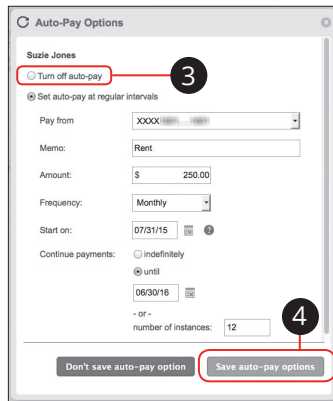 Auto-Pay Options
Suzie Jones
Turn off auto-pay
3
Set auto-pay at regular intervals
Pay from XXXX
Memo: Rent
Amount: $ 250.00
Frequency: Monthly
Start on: 07/31/15 ?
Continue payments: indefinitely
until
06/30/16
- or -
number of instances: 12
4
Don't save auto-pay option Save auto-pay options